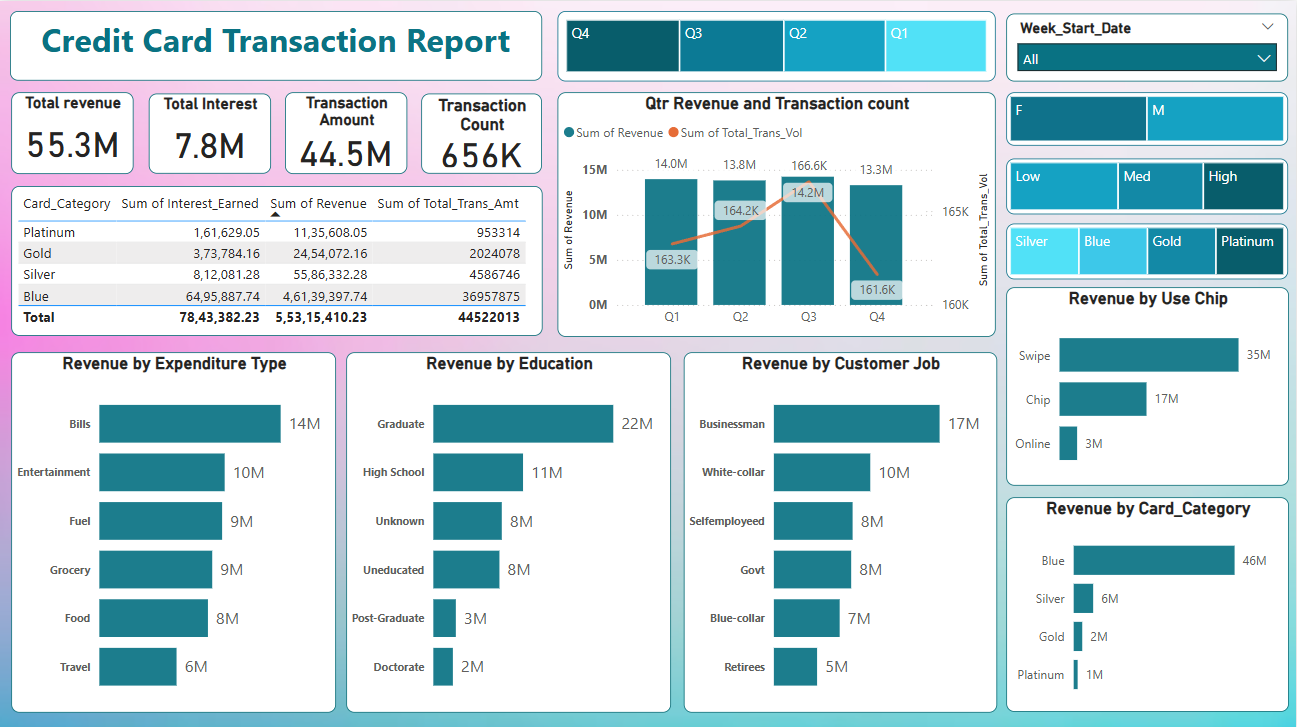 Credit Card Transaction Report
Q4 Q3 Q2 Q1
Week_Start_Date
All
Total revenue
55.3M
Total Interest
7.8M
Transaction
Amount
44.5M
Transaction
Count
656K
F M
Low Med High
Silver Blue Gold Platinum
Card_Category Sum of Interest_Earned Sum of Revenue Sum of Total_Trans_Amt
Platinum 1,61,629.05 11,35,608.05 953314
Gold 3,73,784.16 24,54,072.16 2024078
Silver 8,12,081.28 55,86,332.28 4586746
Blue 64,95,887.74 4,61,39,397.74 36957875
Total 78,43,382.23 5,53,15,410.23 44522013
Qtr Revenue and Transaction count
Sum of Revenue Sum of Total_Trans_Vol
Sum of Revenue
15M
10M
5M
0M
14.0M 13.8M 166.6K 13.3M
163.3K 164.2K 14.2M 161.6K
Q1 Q2 Q3 Q4
165K
160K
Sum of Total_Trans_Vol
Revenue by Use Chip
Swipe 35M
Chip 17M
Online 3M
Revenue by Expenditure Type
Bills 14M
Entertainment 10M
Fuel 9M
Grocery 9M
Food 8M
Travel 6M
Revenue by Education
Graduate 22M
High School 11M
Unknown 8M
Uneducated 8M
Post-Graduate 3M
Doctorate 2M
Revenue by Customer Job
Businessman 17M
White-collar 10M
Selfemployeed 8M
Govt 8M
Blue-collar 7M
Retirees 5M
Revenue by Card_Category
Blue 46M
Silver 6M
Gold 2M
Platinum 1M